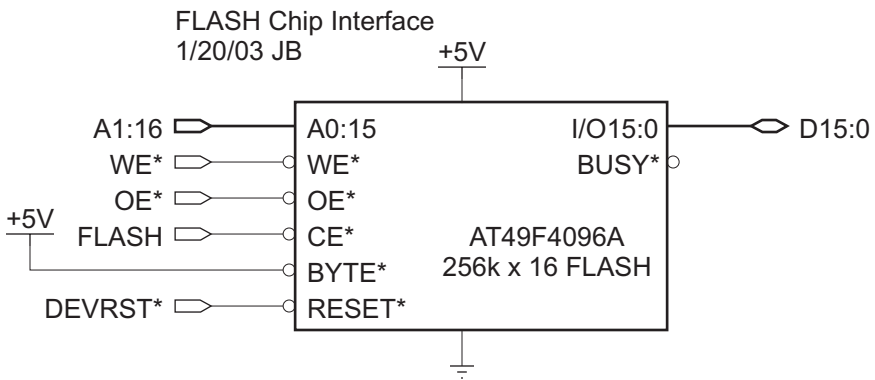 FLASH Chip Interface
1/20/03 JB
+5V
A1:16 A0:15 I/O15:0 D15:0
WE* WE* BUSY*
OE* OE*
+5V
FLASH CE* AT49F4096A
BYTE* 256k x 16 FLASH
DEVRST* RESET*